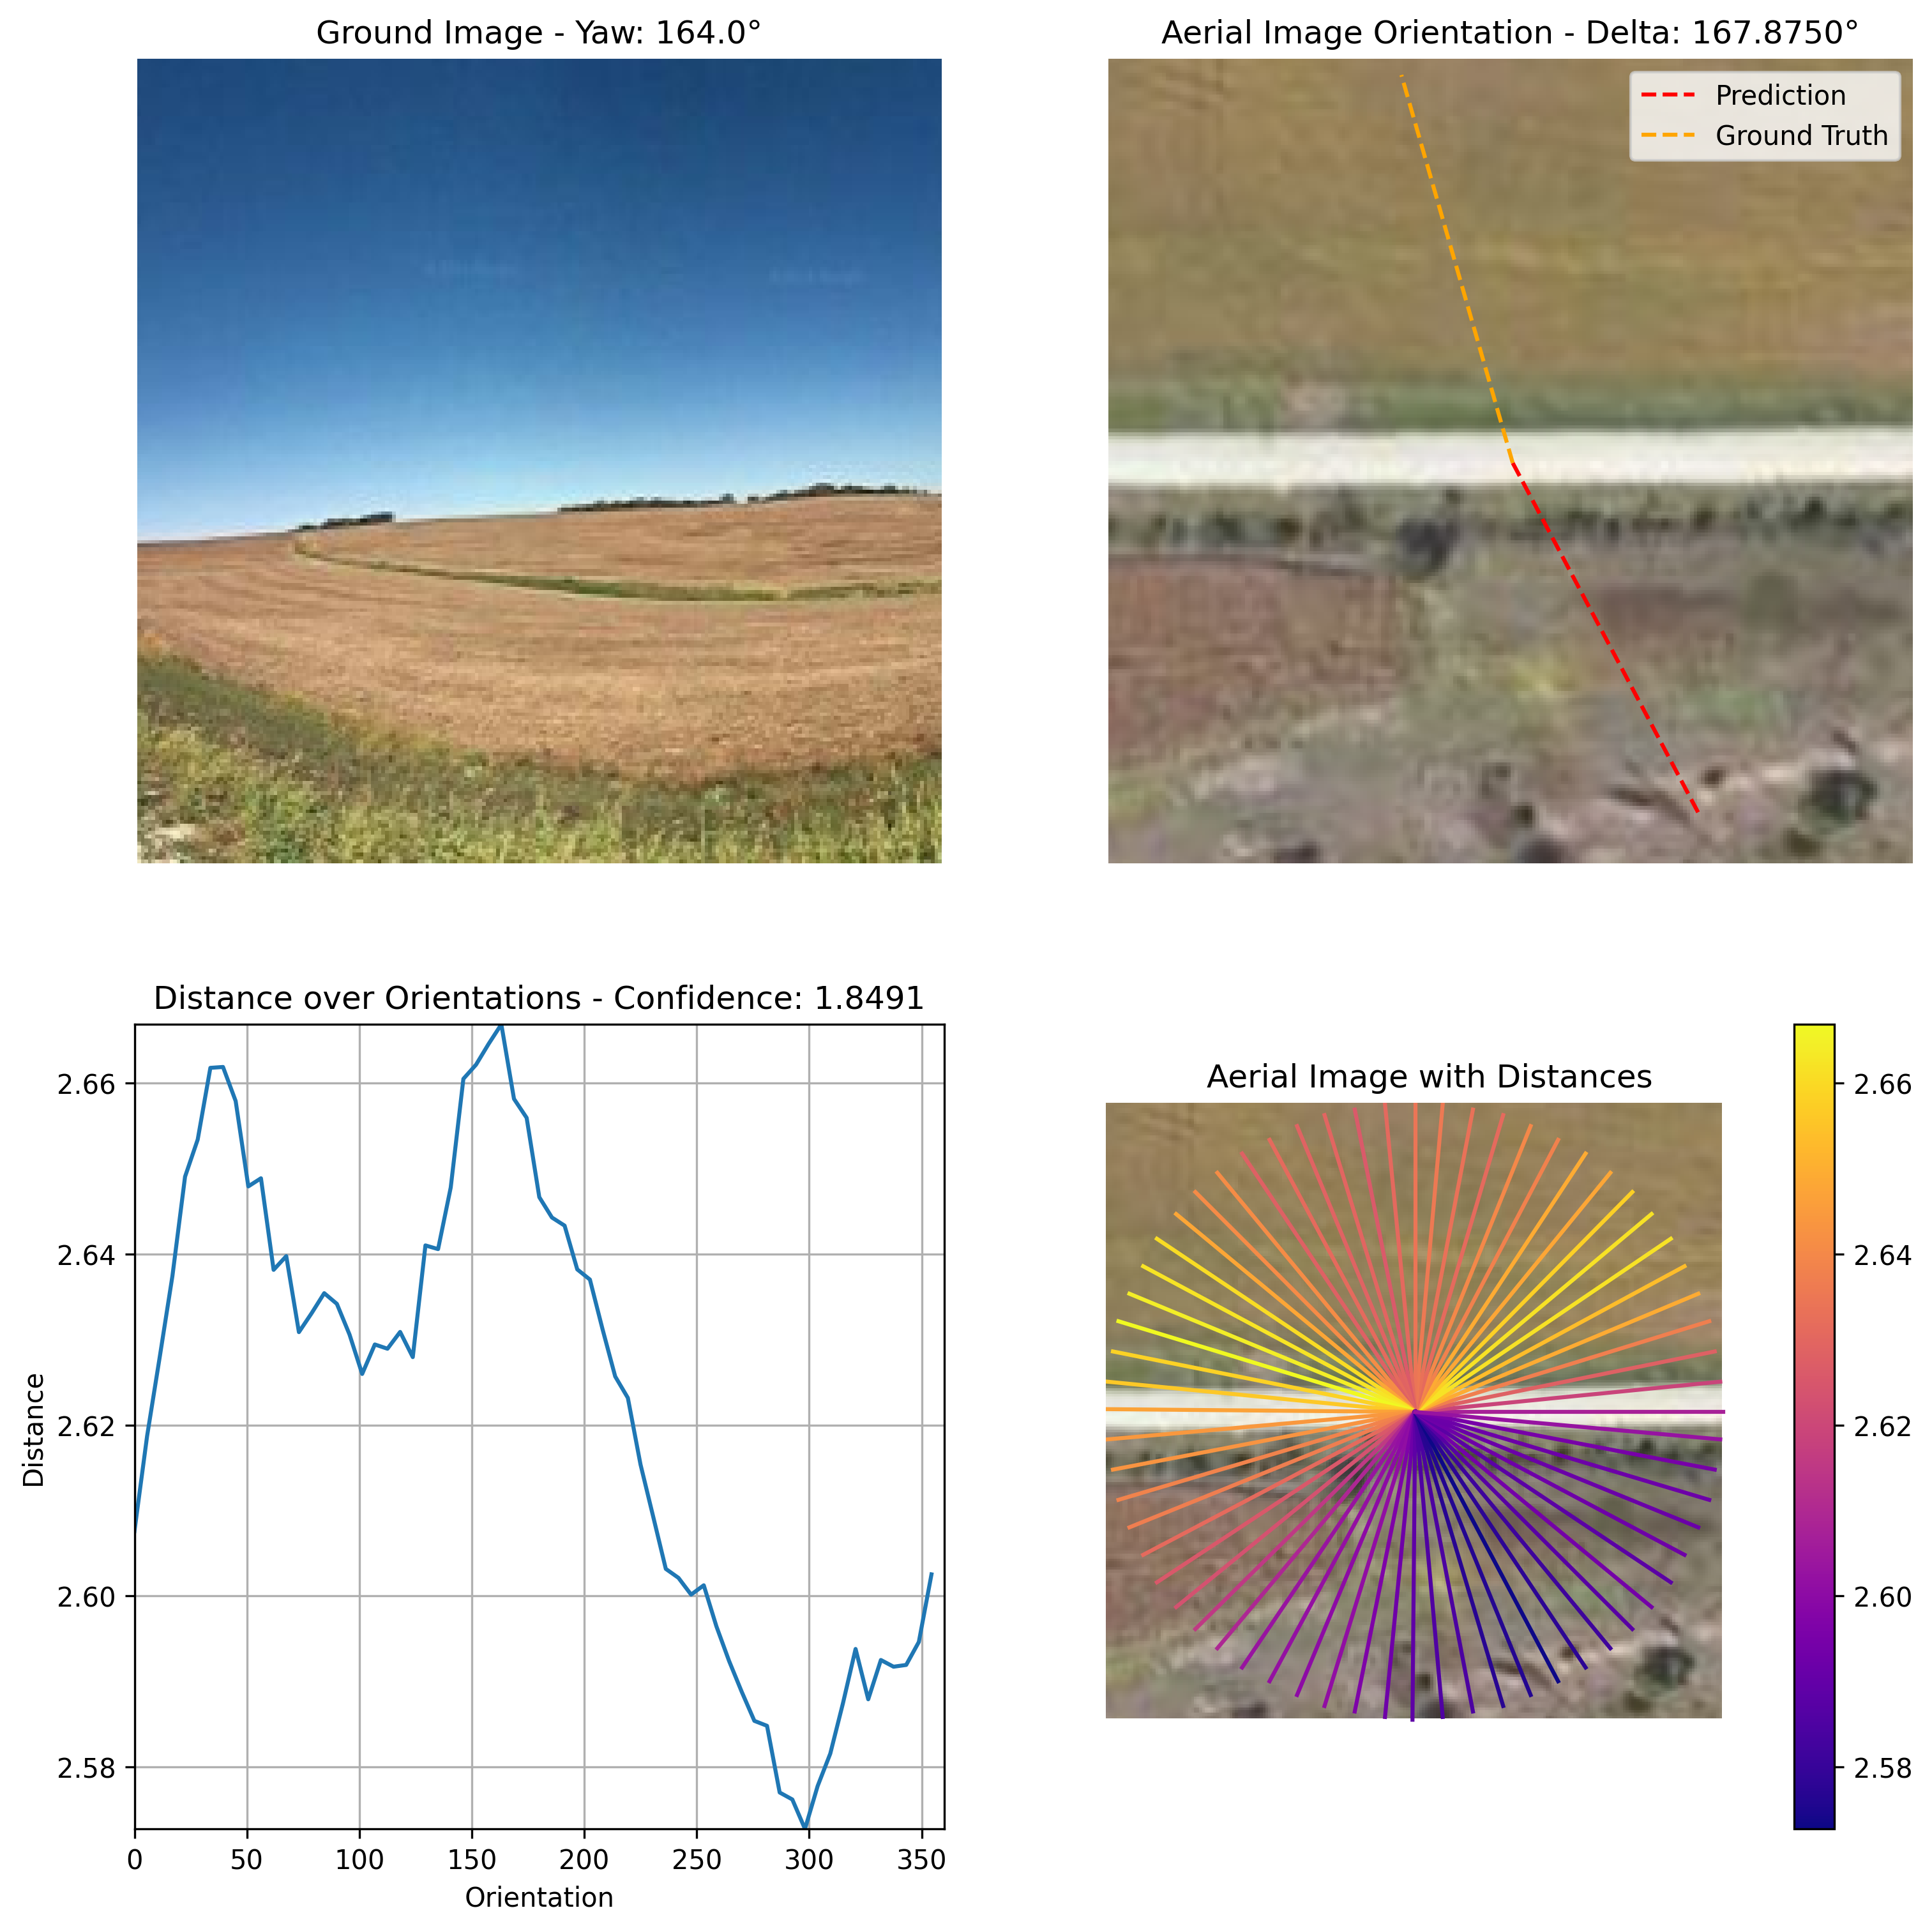 Ground Image - Yaw: 164.0°
Aerial Image Orientation - Delta: 167.8750°
Prediction
Ground Truth
Distance over Orientations - Confidence: 1.8491
Distance
2.66
2.64
2.62
2.60
2.58
0 50 100 150 200 250 300 350
Orientation
Aerial Image with Distances
2.66
2.64
2.62
2.60
2.58